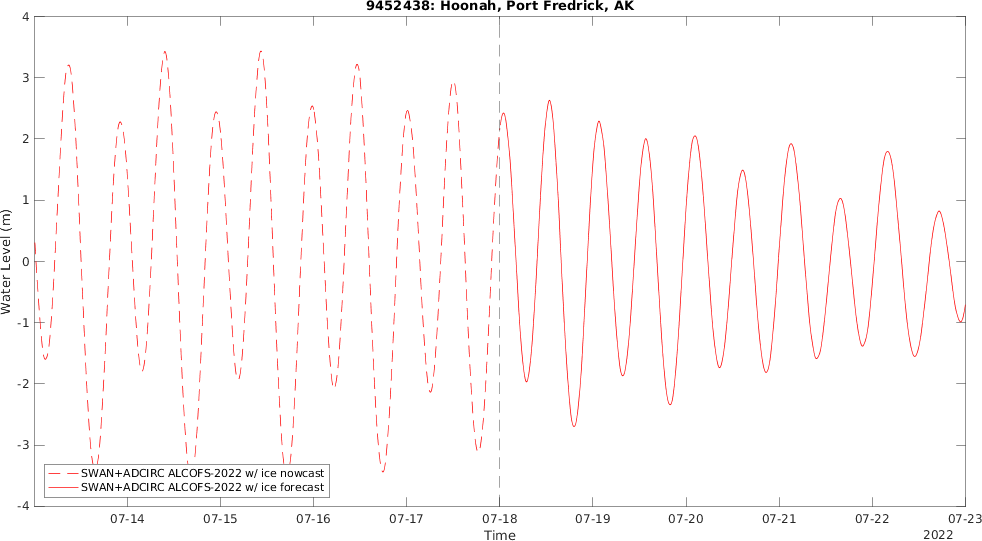 9452438: Hoonah, Port Fredrick, AK
Water Level (m)
4
3
2
1
0
-1
-2
-3
-4
SWAN+ADCIRC ALCOFS-2022 w/ ice nowcast
SWAN+ADCIRC ALCOFS-2022 w/ ice forecast
07-14 07-15 07-16 07-17 07-18 07-19 07-20 07-21 07-22 07-23
Time
2022